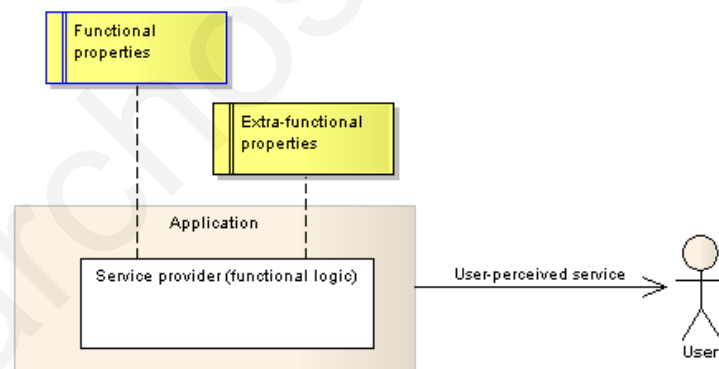 Functional
properties
Extra-functional
properties
Application
Service provider (functional logic)
User-perceived service
User